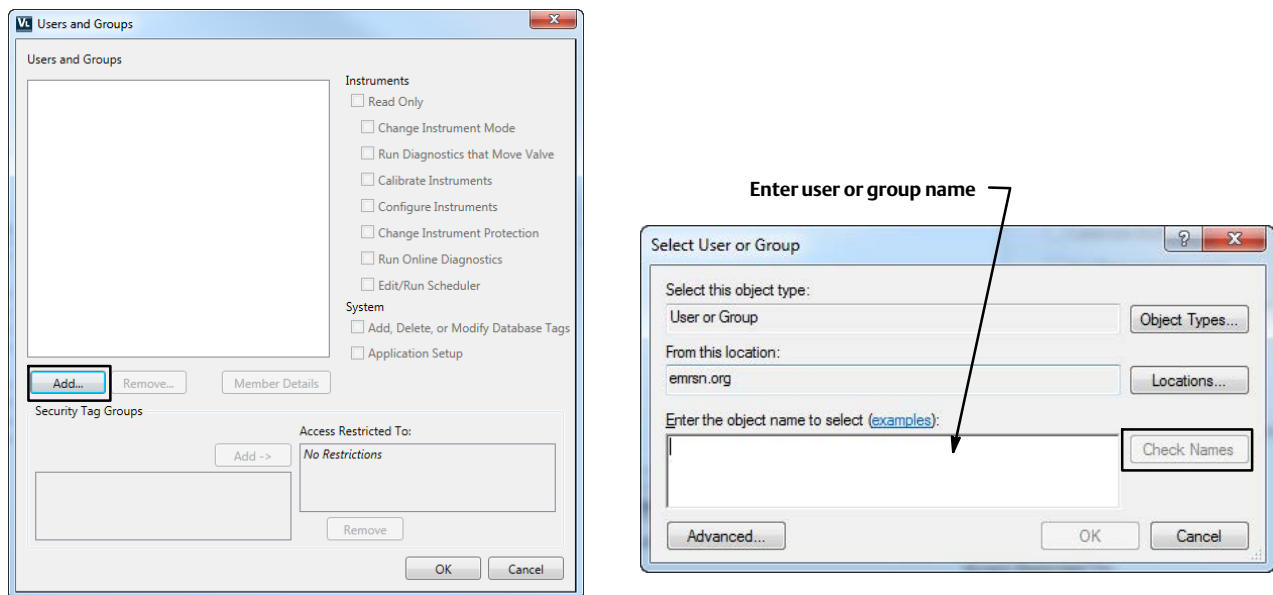 VL Users and Groups
Users and Groups
Instruments
Read Only
Change Instrument Mode
Run Diagnostics that Move Valve
Calibrate Instruments
Configure Instruments
Change Instrument Protection
Run Online Diagnostics
Edit/Run Scheduler
System
Add, Delete, or Modify Database Tags
Application Setup
Add...
Remove...
Member Details
Security Tag Groups
Access Restricted To:
Add ->
No Restrictions
Remove
OK
Cancel
Enter user or group name
Select User or Group
Select this object type:
User or Group
Object Types...
From this location:
emrsn.org
Locations...
Enter the object name to select (examples):
Check Names
Advanced...
OK
Cancel